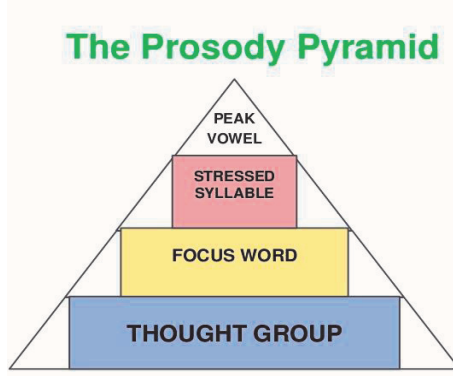 The Prosody Pyramid
PEAK
VOWEL
STRESSED
SYLLABLE
FOCUS WORD
THOUGHT GROUP